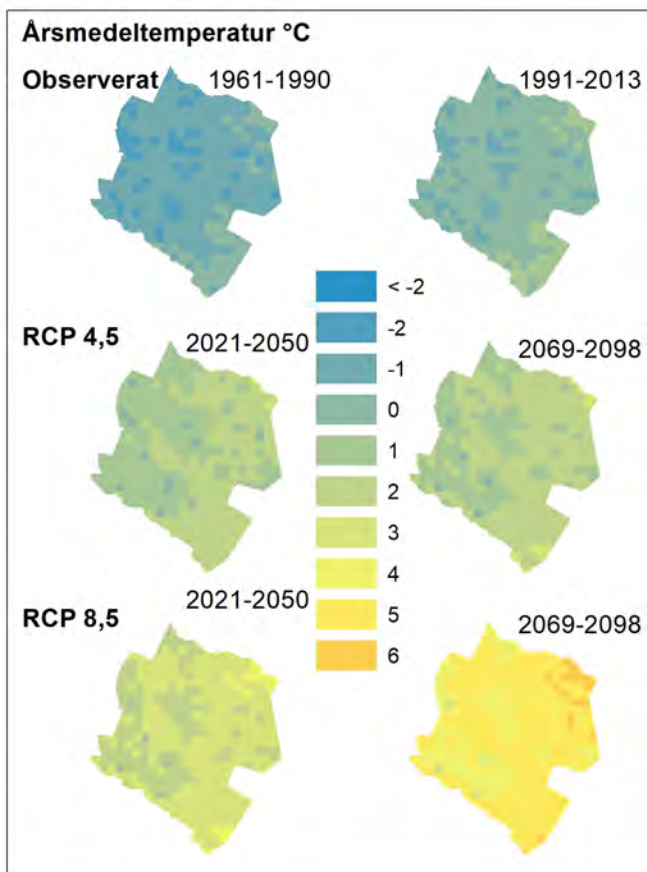 Årsmedeltemperatur °C
Observerat 1961-1990 1991-2013
< -2
-2
-1
0
1
2
3
4
5
6
RCP 4,5 2021-2050 2069-2098
RCP 8,5 2021-2050 2069-2098